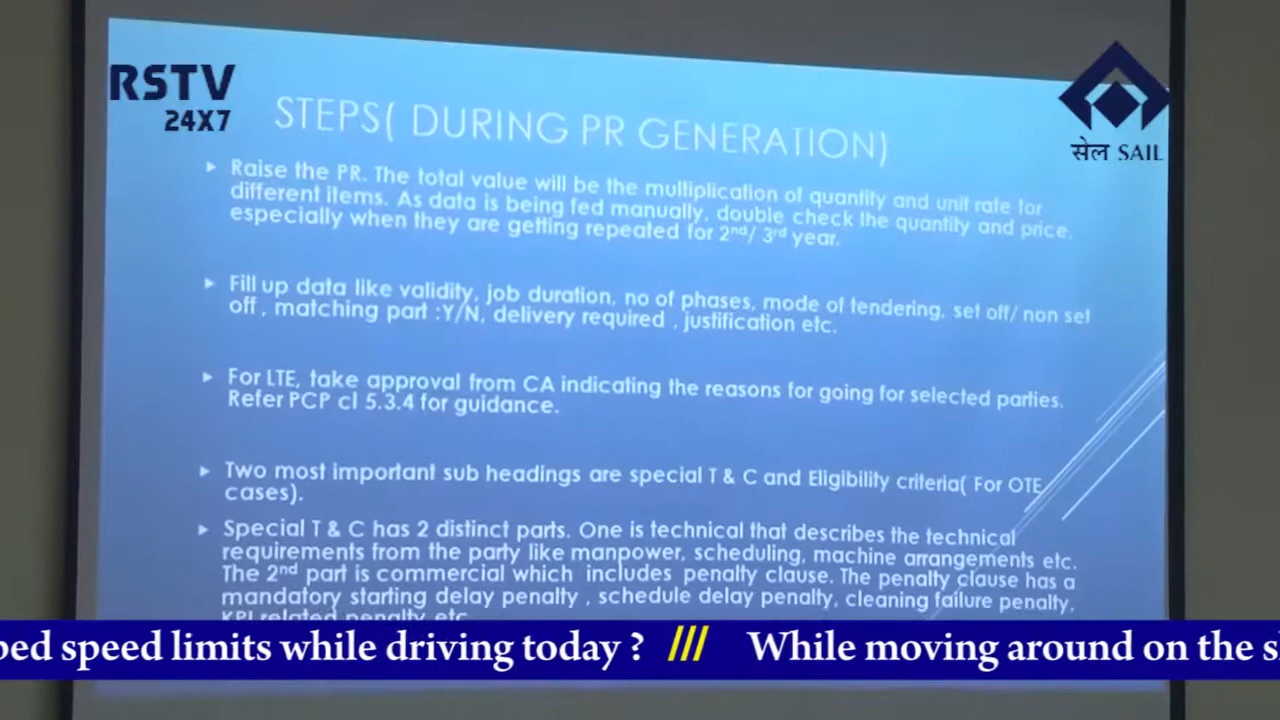 RSTV
24X7
सेल SAIL
STEPS( DURING PR GENERATION)
Raise the PR. The total value will be the multiplication of quantity and unit rate for
different items. As data is being fed manually, double check the quantity and price.
especially when they are getting repeated for 2nd/ 3rd year.
Fill up data like validity, job duration, no of phases, mode of tendering, set off/ non set
off , matching part :Y/N, delivery required , justification etc.
For LTE, take approval from CA indicating the reasons for going for selected parties.
Refer PCP cl 5.3.4 for guidance.
Two most important sub headings are special T & C and Eligibility criteria( For OTE
cases).
Special T & C has 2 distinct parts. One is technical that describes the technical
requirements from the party like manpower, scheduling, machine arrangements etc.
The 2nd part is commercial which includes penalty clause. The penalty clause has a
mandatory starting delay penalty , schedule delay penalty, cleaning failure penalty,
KPI related penalty etc
speed limits while driving today ? /// While moving around on the